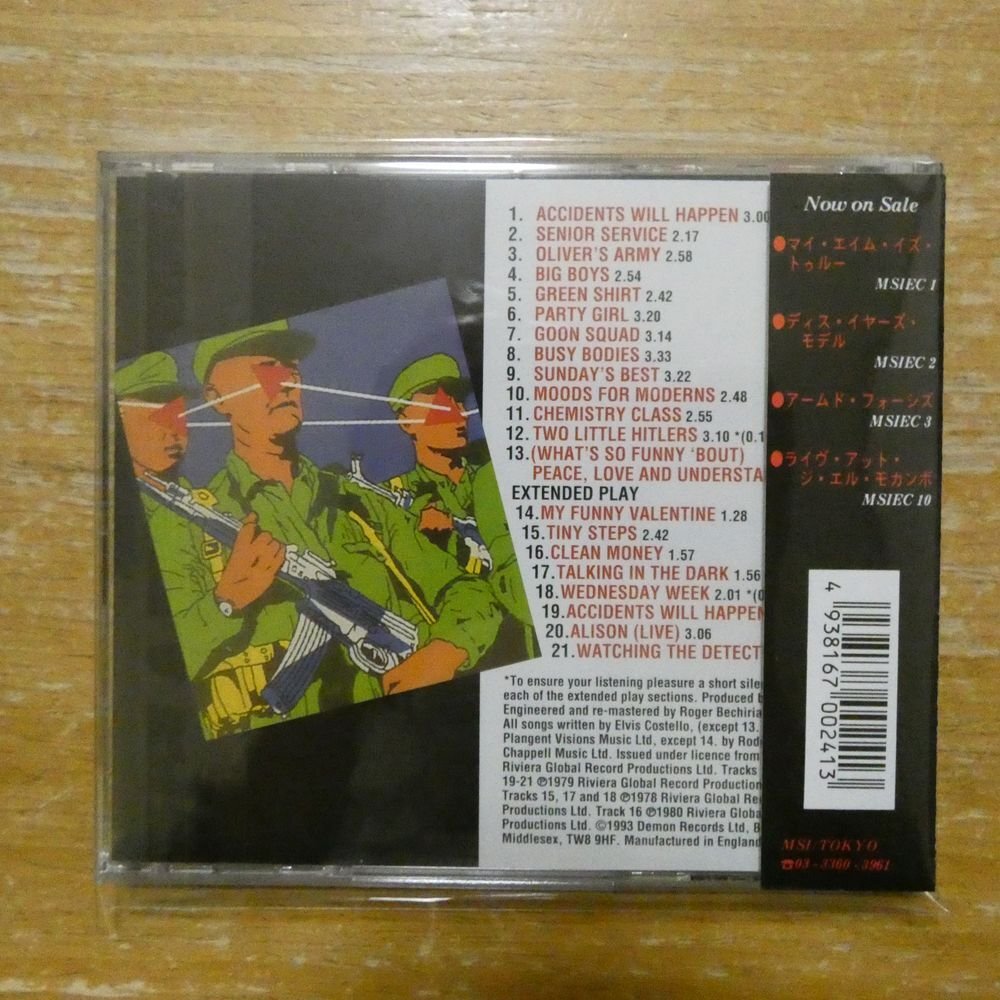 1. ACCIDENTS WILL HAPPEN 3.00
2. SENIOR SERVICE 2.17
3. OLIVER'S ARMY 2.58
4. BIG BOYS 2.54
5. GREEN SHIRT 2.42
6. PARTY GIRL 3.20
7. GOON SQUAD 3.14
8. BUSY BODIES 3.33
9. SUNDAY'S BEST 3.22
10. MOODS FOR MODERNS 2.48
11. CHEMISTRY CLASS 2.55
12. TWO LITTLE HITLERS 3.10 *(0.1
13. (WHAT'S SO FUNNY 'BOUT)
PEACE, LOVE AND UNDERSTA
EXTENDED PLAY
14. MY FUNNY VALENTINE 1.28
15. TINY STEPS 2.42
16. CLEAN MONEY 1.57
17. TALKING IN THE DARK 1.56
18. WEDNESDAY WEEK 2.01 *(0
19. ACCIDENTS WILL HAPPEN
20. ALISON (LIVE) 3.06
21. WATCHING THE DETECT
*To ensure your listening pleasure a short sile
each of the extended play sections. Produced b
Engineered and re-mastered by Roger Bechiria
All songs written by Elvis Costello, (except 13.
Plangent Visions Music Ltd, except 14. by Rod
Chappell Music Ltd. Issued under licence from
Riviera Global Record Productions Ltd. Tracks
19-21 ℗1979 Riviera Global Record Production
Tracks 15, 17 and 18 ℗1978 Riviera Global Re
Productions Ltd. Track 16 ℗1980 Riviera Globa
Productions Ltd. ©1993 Demon Records Ltd, B
Middlesex, TW8 9HF. Manufactured in England
Now on Sale
●マイ・エイム・イズ・
トゥルー
MSIEC 1
●ディス・イヤーズ・
モデル
MSIEC 2
●アームド・フォーシズ
MSIEC 3
●ライヴ・アット・
ジ・エル・モカンボ
MSIEC 10
4 938167 002413
MSI/TOKYO
☎03-3360-3961